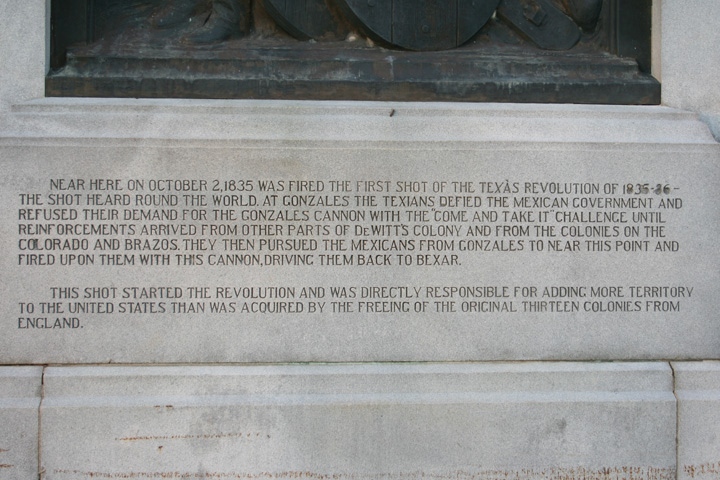 NEAR HERE ON OCTOBER 2,1835 WAS FIRED THE FIRST SHOT OF THE TEXAS REVOLUTION OF 1835-36-
THE SHOT HEARD ROUND THE WORLD. AT GONZALES THE TEXIANS DEFIED THE MEXICAN GOVERNMENT AND
REFUSED THEIR DEMAND FOR THE GONZALES CANNON WITH THE "COME AND TAKE IT" CHALLENGE UNTIL
REINFORCEMENTS ARRIVED FROM OTHER PARTS OF DEWITT'S COLONY AND FROM THE COLONIES ON THE
COLORADO AND BRAZOS. THEY THEN PURSUED THE MEXICANS FROM GONZALES TO NEAR THIS POINT AND
FIRED UPON THEM WITH THIS CANNON, DRIVING THEM BACK TO BEXAR.
THIS SHOT STARTED THE REVOLUTION AND WAS DIRECTLY RESPONSIBLE FOR ADDING MORE TERRITORY
TO THE UNITED STATES THAN WAS ACQUIRED BY THE FREEING OF THE ORIGINAL THIRTEEN COLONIES FROM
ENGLAND.